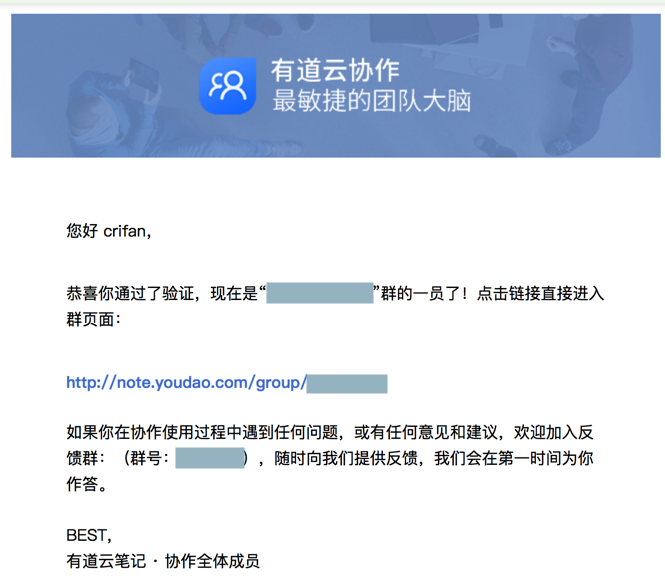 有道云协作
最敏捷的团队大脑
您好 crifan，
恭喜你通过了验证，现在是“”群的一员了！点击链接直接进入
群页面：
http://note.youdao.com/group/
如果你在协作使用过程中遇到任何问题，或有任何意见和建议，欢迎加入反
馈群：（群号：），随时向我们提供反馈，我们会在第一时间为你
作答。
BEST，
有道云笔记 · 协作全体成员